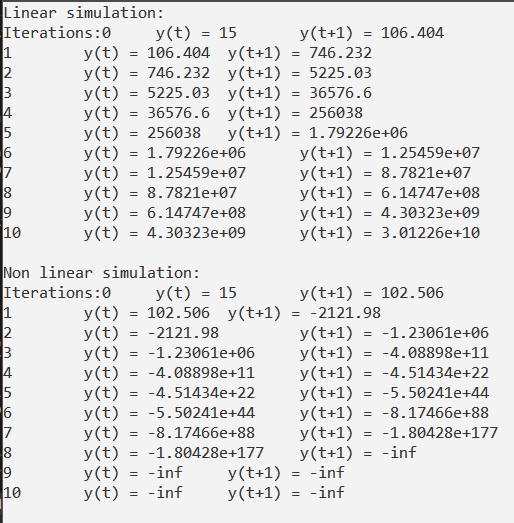 Linear simulation:
Iterations:0 y(t) = 15 y(t+1) = 106.404
1 y(t) = 106.404 y(t+1) = 746.232
2 y(t) = 746.232 y(t+1) = 5225.03
3 y(t) = 5225.03 y(t+1) = 36576.6
4 y(t) = 36576.6 y(t+1) = 256038
5 y(t) = 256038 y(t+1) = 1.79226e+06
6 y(t) = 1.79226e+06 y(t+1) = 1.25459e+07
7 y(t) = 1.25459e+07 y(t+1) = 8.7821e+07
8 y(t) = 8.7821e+07 y(t+1) = 6.14747e+08
9 y(t) = 6.14747e+08 y(t+1) = 4.30323e+09
10 y(t) = 4.30323e+09 y(t+1) = 3.01226e+10
Non linear simulation:
Iterations:0 y(t) = 15 y(t+1) = 102.506
1 y(t) = 102.506 y(t+1) = -2121.98
2 y(t) = -2121.98 y(t+1) = -1.23061e+06
3 y(t) = -1.23061e+06 y(t+1) = -4.08898e+11
4 y(t) = -4.08898e+11 y(t+1) = -4.51434e+22
5 y(t) = -4.51434e+22 y(t+1) = -5.50241e+44
6 y(t) = -5.50241e+44 y(t+1) = -8.17466e+88
7 y(t) = -8.17466e+88 y(t+1) = -1.80428e+177
8 y(t) = -1.80428e+177 y(t+1) = -inf
9 y(t) = -inf y(t+1) = -inf
10 y(t) = -inf y(t+1) = -inf